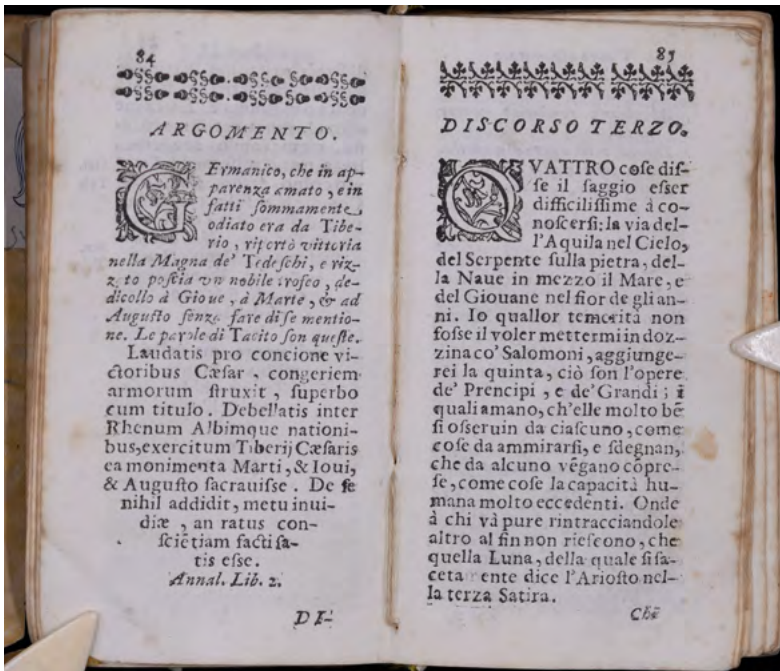 84
ARGOMENTO.
GErmanico, che in ap-
parenza amato, e in
fatti sommamente
odiato era da Tibe-
rio, riportò vittoria
nella Magna de' Tedeschi, e riz-
zato poscia vn nobile trofeo, de-
dicollo à Gioue, à Marte, & ad
Augusto senza fare di se mentio-
ne. Le parole di Tacito son queste.
Laudatis pro concione vi-
ctoribus Cæsar, congeriem
armorum struxit, superbo
cum titulo. Debellatis inter
Rhenum Albimque nationi-
bus, exercitum Tiberij Cæsaris
ea monimenta Marti, & Ioui,
& Augusto sacrauisse. De se
nihil addidit, metu inui-
diæ, an ratus con-
sciētiam facti sa-
tis esse.
Annal. Lib. 2.
DI-
85
DISCORSO TERZO.
QVATTRO cose dis-
se il saggio esser
difficilissime à co-
noscersi: la via del-
l'Aquila nel Cielo,
del Serpente sulla pietra, del-
la Naue in mezzo il Mare, e
del Giouane nel fior de gli an-
ni. Io quallor temerità non
fosse il voler mettermi in doz-
zina co' Salomoni, aggiunge-
rei la quinta, ciò son l'opere
de' Prencipi, e de' Grandi; i
quali amano, ch'elle molto bē
si osseruin da ciascuno, come
cose da ammirarsi, e sdegnan,
che da alcuno vēgano cōpre-
se, come cose la capacità hu-
mana molto eccedenti. Onde
à chi và pure rintracciandole
altro al fin non riescono, che
quella Luna, della quale si fa-
cetamente dice l'Ariosto nel-
la terza Satira.
Chē